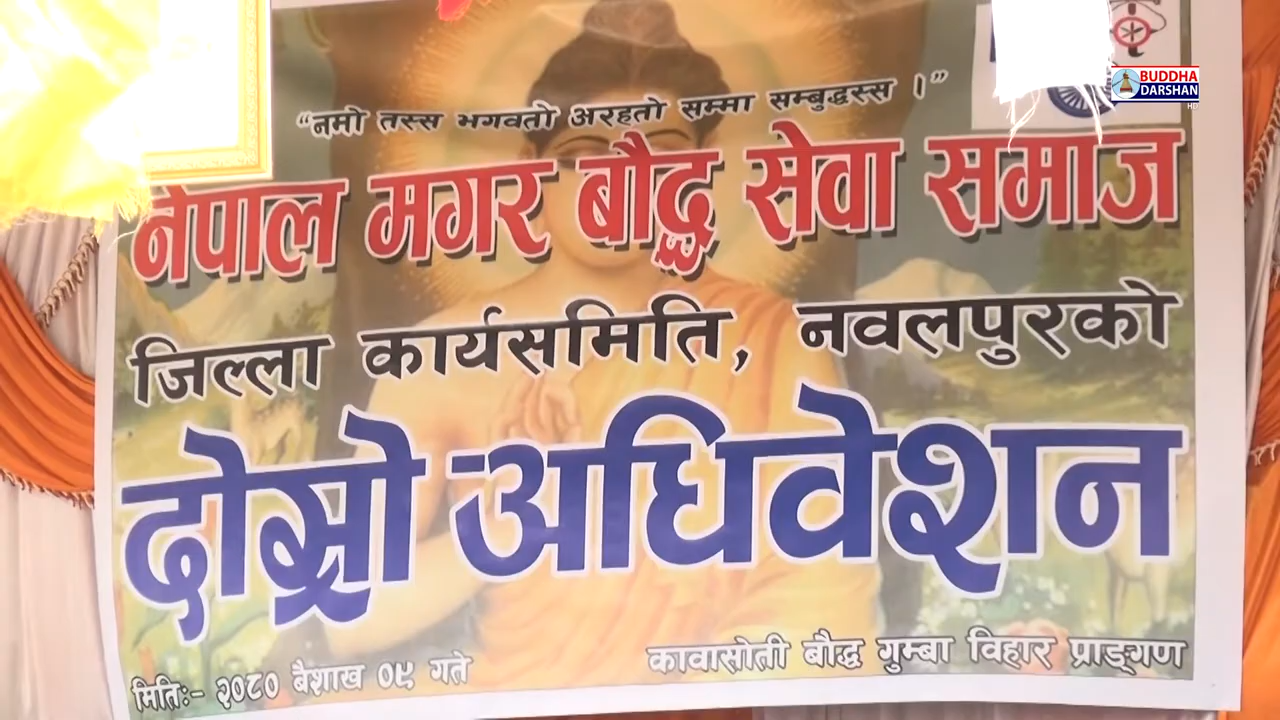 “नमो तस्स भगवतो अरहतो सम्मा सम्बुद्धस्स ।”
BUDDHA
DARSHAN
HD
नेपाल मगर बौद्ध सेवा समाज
जिल्ला कार्यसमिति, नवलपुरको
दोस्रो अधिवेशन
मितिः- २०८० बैशाख ०९ गते
कावासोती बौद्ध गुम्बा विहार प्राङ्गण